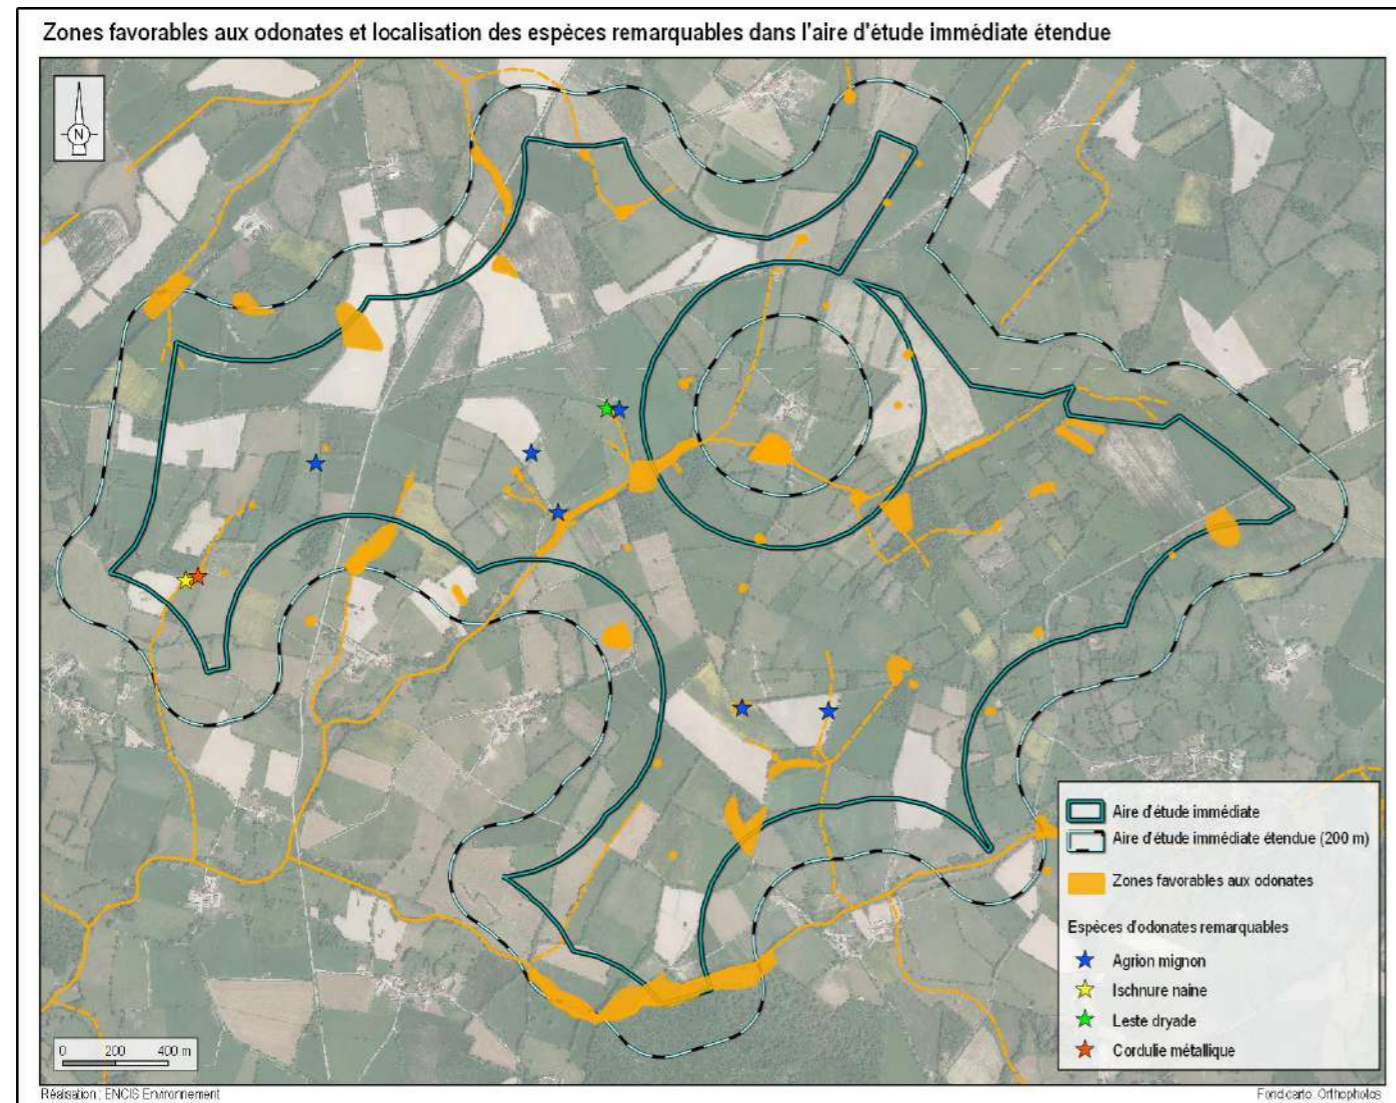 Zones favorables aux odonates et localisation des espèces remarquables dans l'aire d'étude immédiate étendue
N
Aire d'étude immédiate
Aire d'étude immédiate étendue (200 m)
Zones favorables aux odonates
Espèces d'odonates remarquables
Agrion mignon
Ischnure naine
Leste dryade
Cordulie métallique
0 200 400 m
Réalisation : ENCIS Environnement
Fond carto: Orthophotos